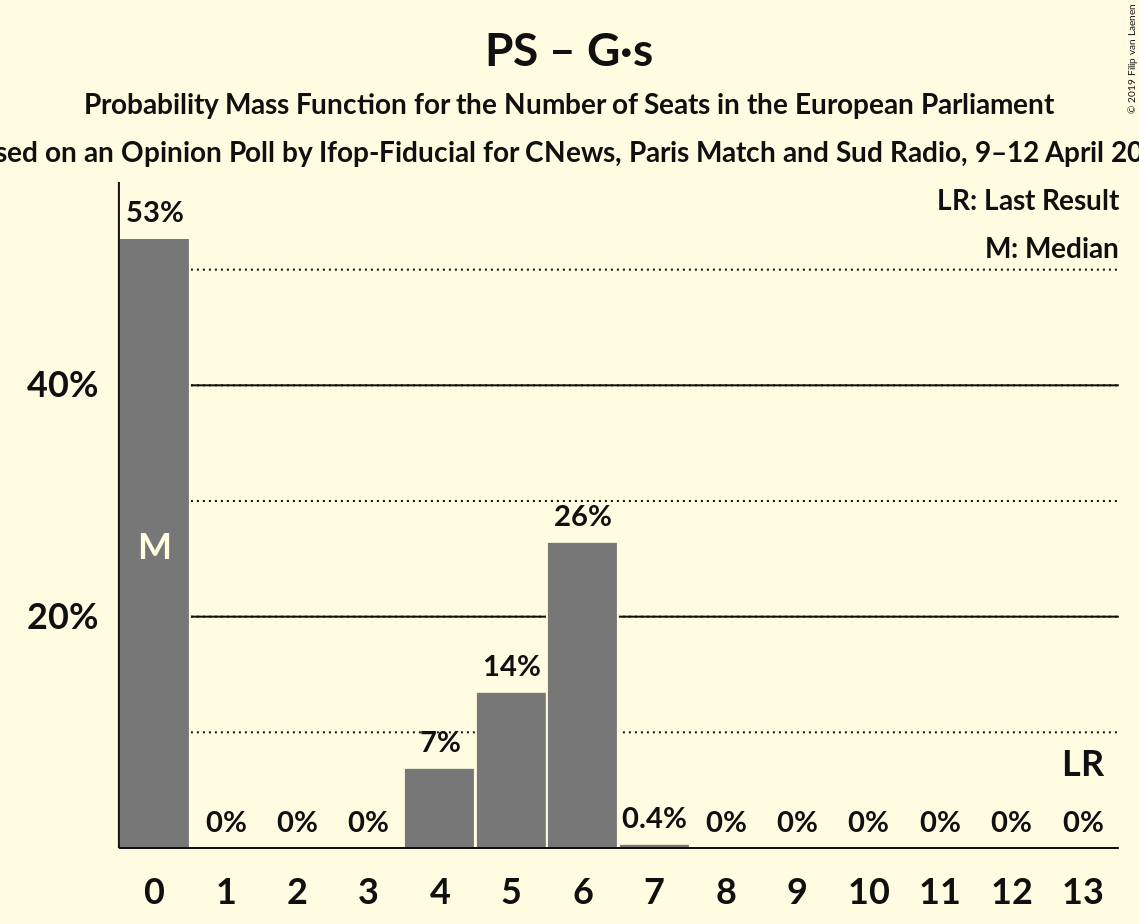 PS – G·s
Probability Mass Function for the Number of Seats in the European Parliament
sed on an Opinion Poll by Ifop-Fiducial for CNews, Paris Match and Sud Radio, 9–12 April 20
© 2019 Filip van Laenen
LR: Last Result
M: Median
53%
40%
20%
M
0%
0%
0%
7%
14%
26%
0.4%
0%
0%
0%
0%
0%
0%
LR
0 1 2 3 4 5 6 7 8 9 10 11 12 13